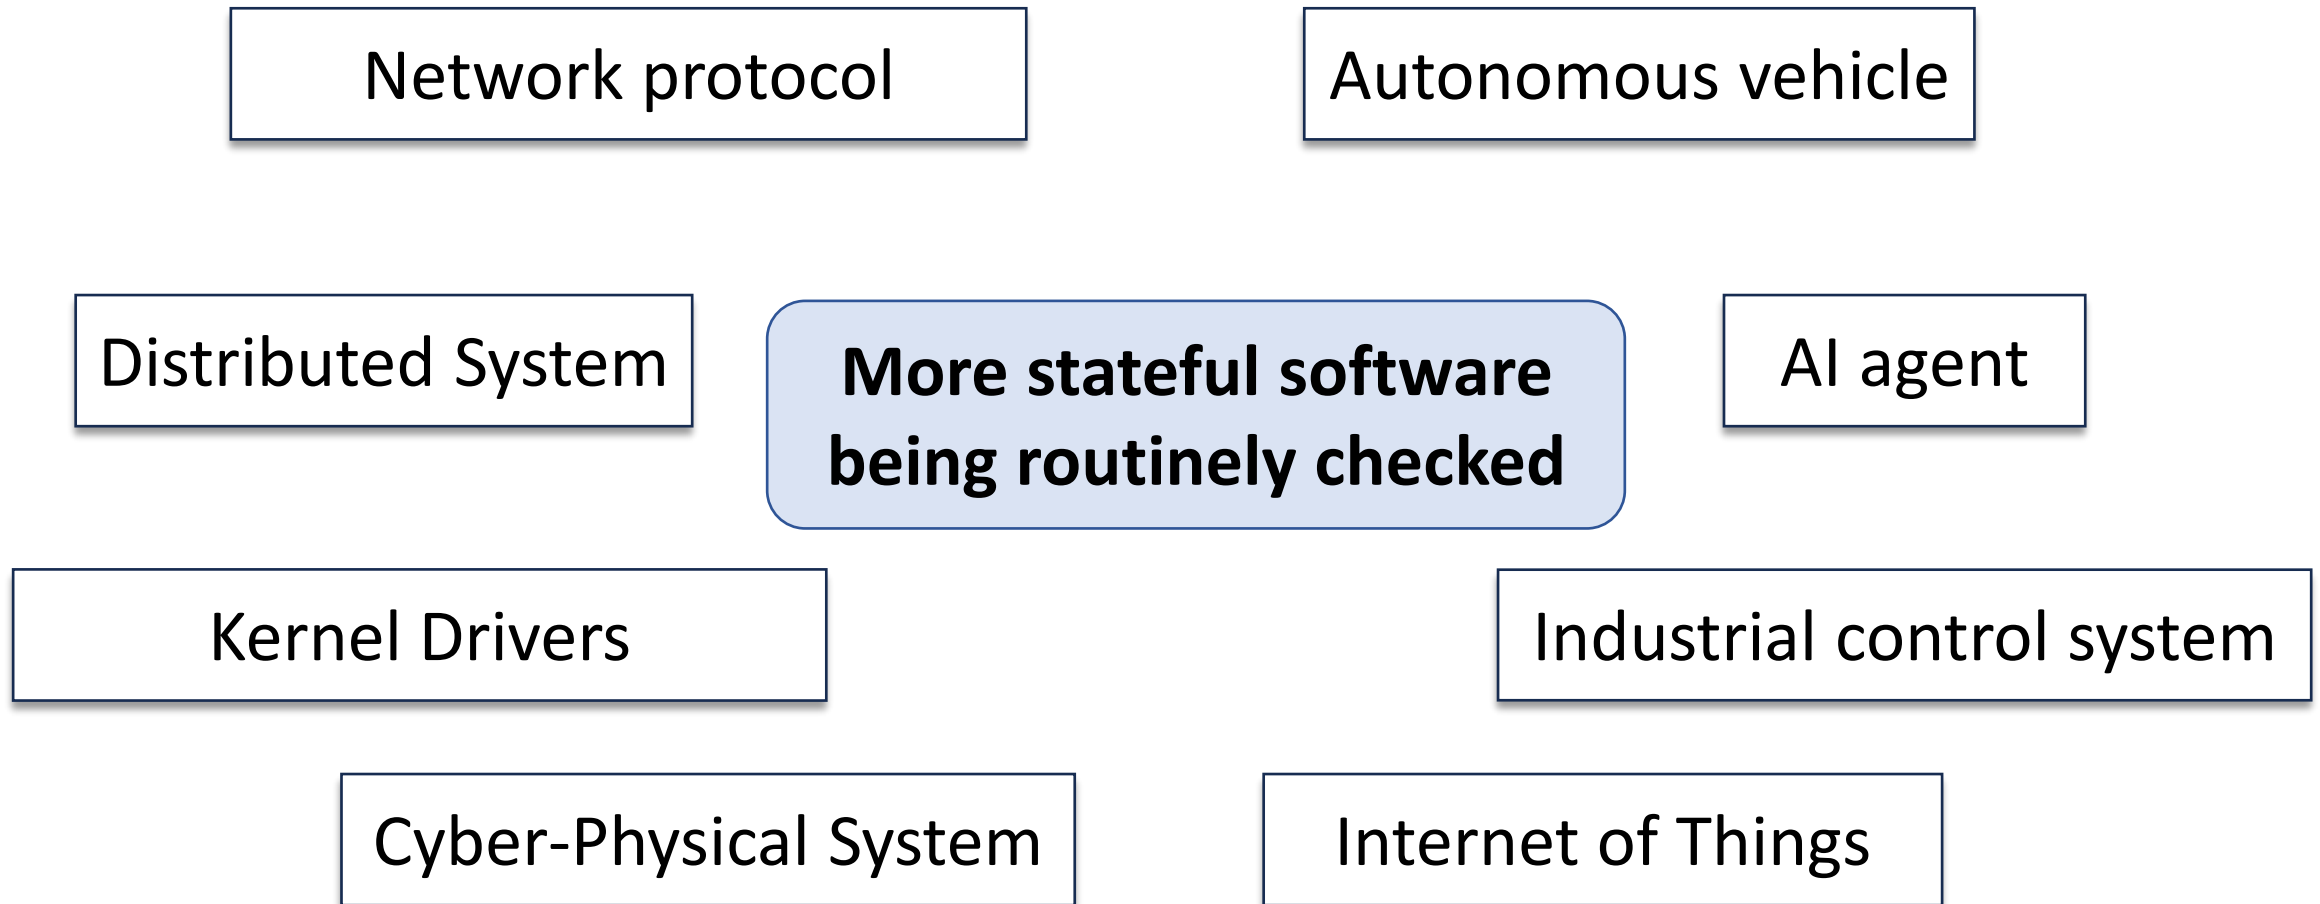 Network protocol
Autonomous vehicle
Distributed System
More stateful software
being routinely checked
AI agent
Kernel Drivers
Industrial control system
Cyber-Physical System
Internet of Things